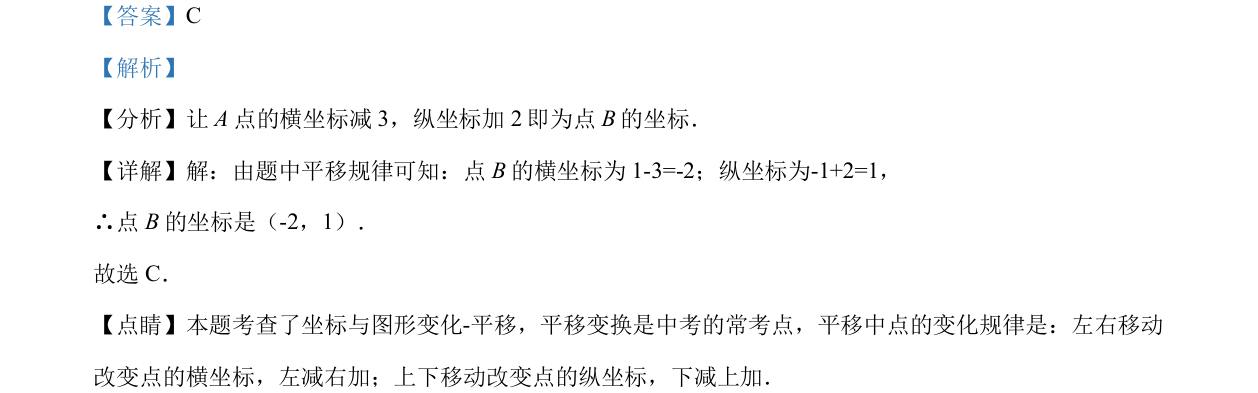 【答案】C
【解析】
【分析】让 A 点的横坐标减 3，纵坐标加 2 即为点 B 的坐标．
【详解】解：由题中平移规律可知：点 B 的横坐标为 1-3=-2；纵坐标为-1+2=1，
∴点 B 的坐标是（-2，1）．
故选 C．
【点睛】本题考查了坐标与图形变化-平移，平移变换是中考的常考点，平移中点的变化规律是：左右移动
改变点的横坐标，左减右加；上下移动改变点的纵坐标，下减上加．